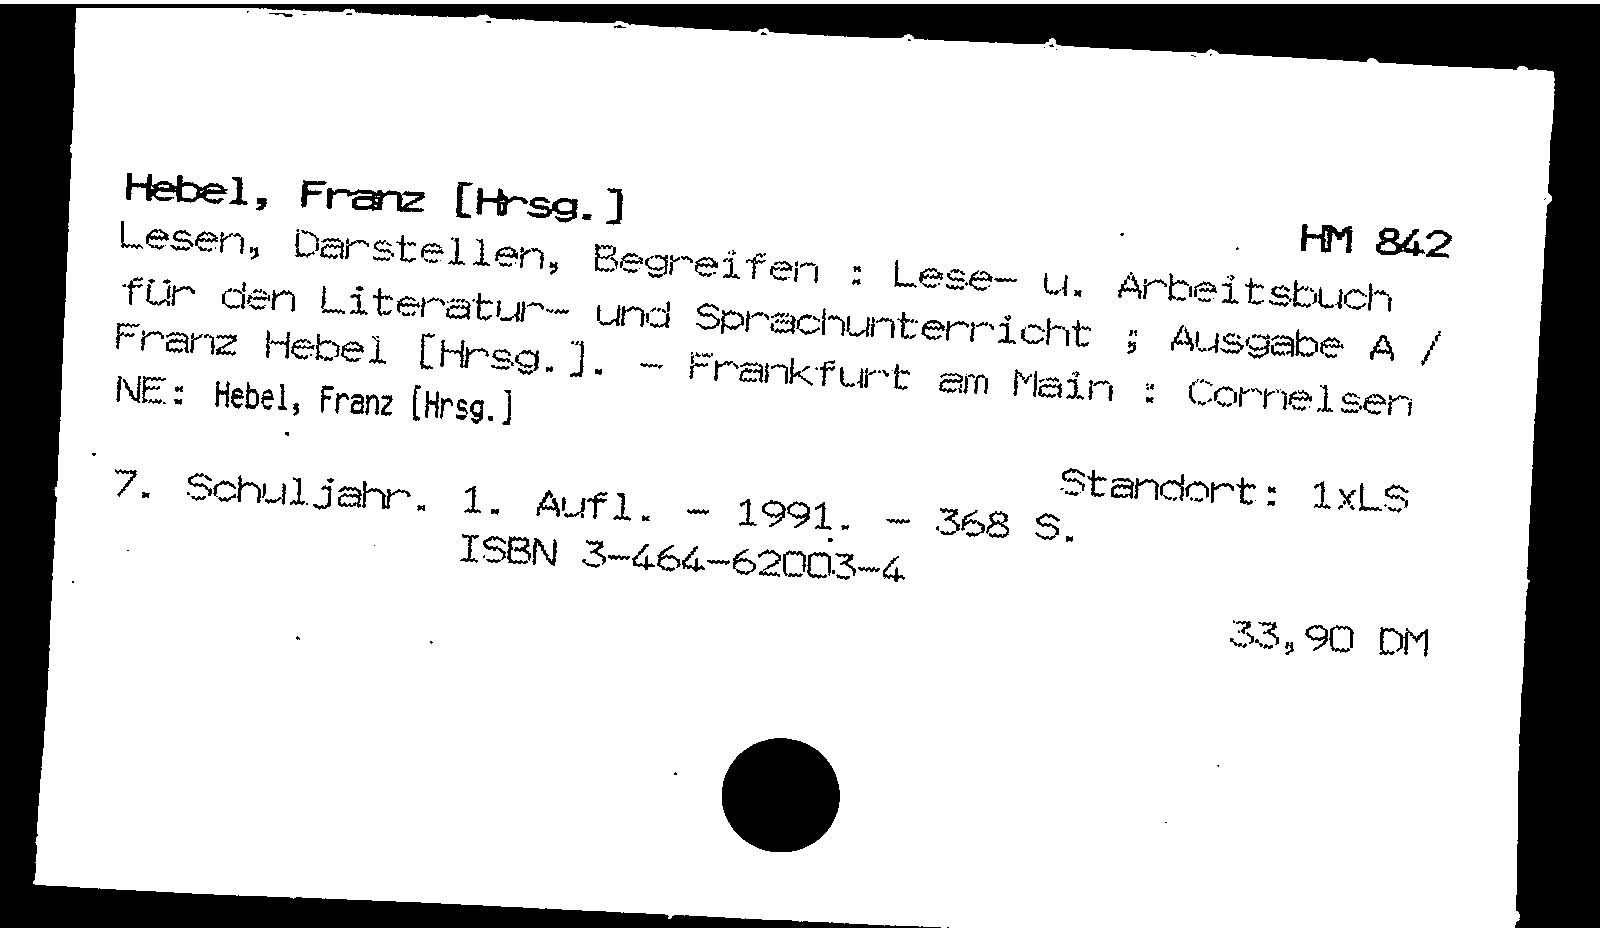 Hebel, Franz [Hrsg.]
HM 842
Lesen, Darstellen, Begreifen : Lese- u. Arbeitsbuch
für den Literatur- und Sprachunterricht ; Ausgabe A /
Franz Hebel [Hrsg.]. - Frankfurt am Main : Cornelsen
NE: Hebel, Franz [Hrsg.]
Standort: 1xLS
7. Schuljahr. 1. Aufl. - 1991. - 368 S.
ISBN 3-464-62003-4
33,90 DM